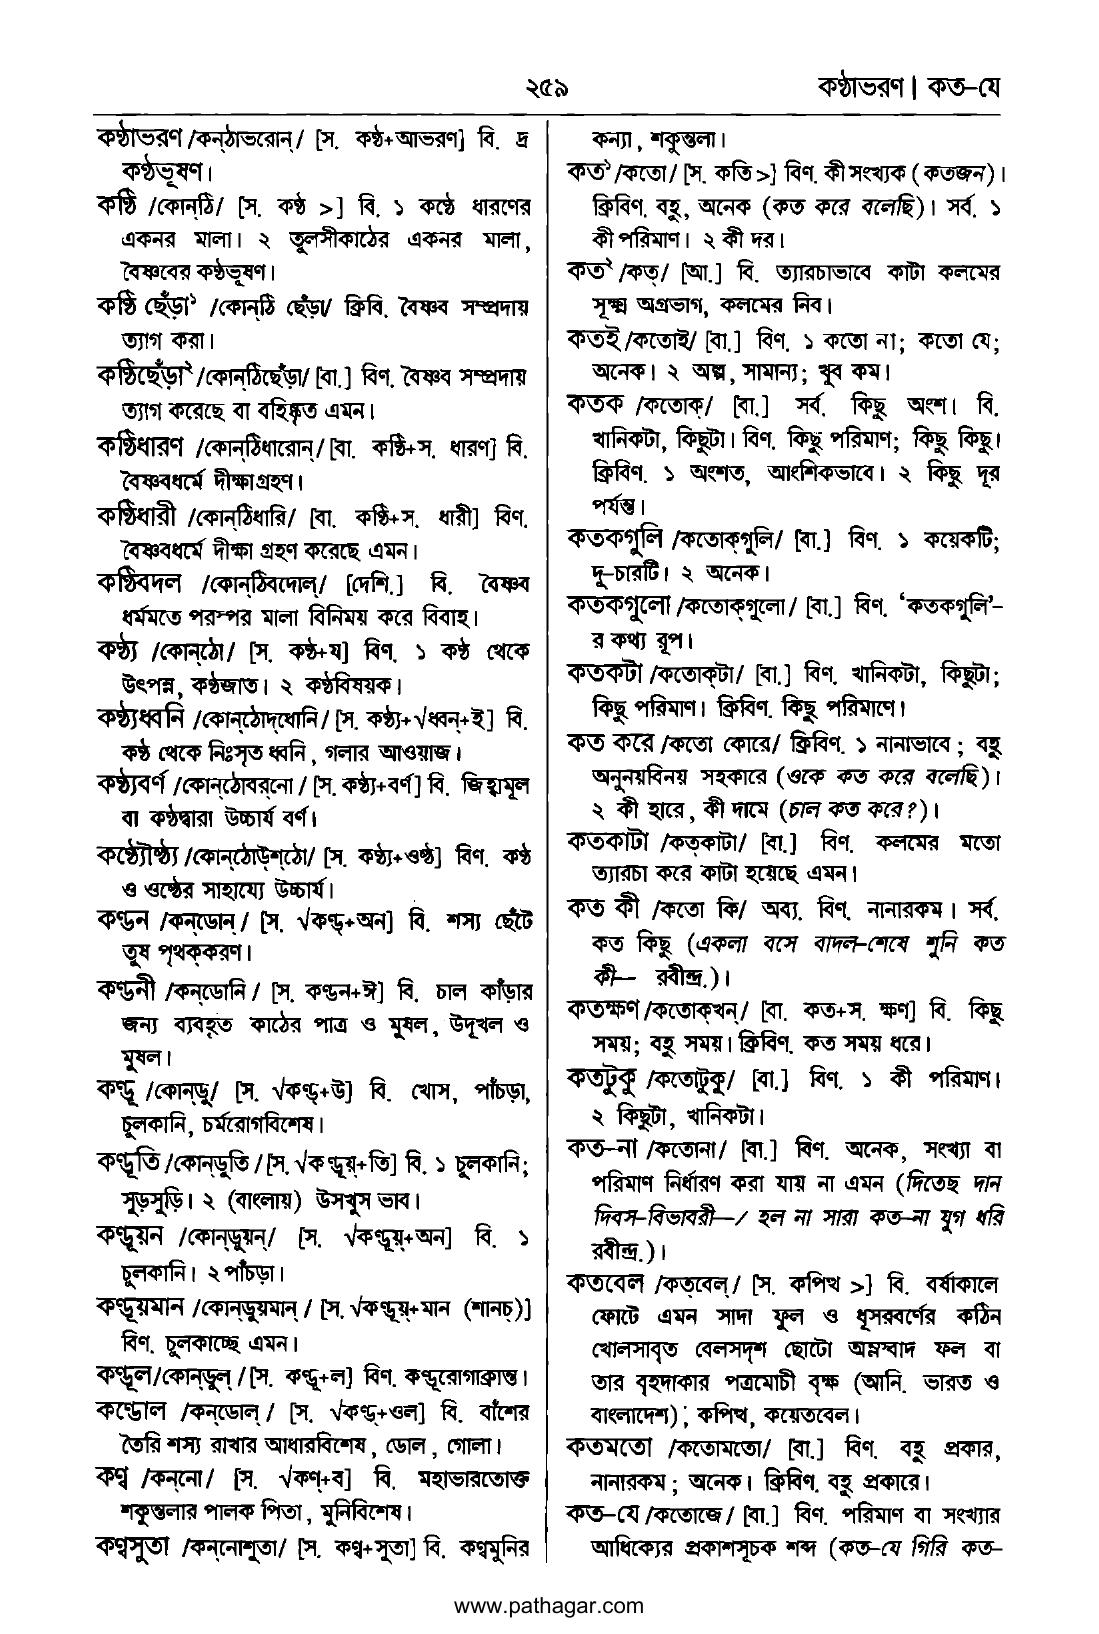 ২৫৯
কণ্ঠাভরণ | কত–যে
কণ্ঠাভরণ /কন্‌ঠাভরোন্‌/ [স. কণ্ঠ+আভরণ] বি. দ্র
কণ্ঠভূষণ।
কণ্ঠি /কোন্‌ঠি/ [স. কণ্ঠ >] বি. ১ কণ্ঠে ধারণের
একনর মালা। ২ তুলসীকাঠের একনর মালা,
বৈষ্ণবের কণ্ঠভূষণ।
কণ্ঠি ছেঁড়া১ /কোন্‌ঠি ছেঁড়া/ ক্রিবি. বৈষ্ণব সম্প্রদায়
ত্যাগ করা।
কণ্ঠিছেঁড়া২ /কোন্‌ঠিছেঁড়া/ [বা.] বিণ. বৈষ্ণব সম্প্রদায়
ত্যাগ করেছে বা বহিষ্কৃত এমন।
কণ্ঠিধারণ /কোন্‌ঠিধারোন্‌/ [বা. কণ্ঠি+স. ধারণ] বি.
বৈষ্ণবধর্মে দীক্ষাগ্রহণ।
কণ্ঠিধারী /কোন্‌ঠিধারি/ [বা. কণ্ঠি+স. ধারী] বিণ.
বৈষ্ণবধর্মে দীক্ষা গ্রহণ করেছে এমন।
কণ্ঠিবদল /কোন্‌ঠিবদোল্‌/ [দেশি.] বি. বৈষ্ণব
ধর্মমতে পরস্পর মালা বিনিময় করে বিবাহ।
কণ্ঠ্য /কোন্‌ঠো/ [স. কণ্ঠ+য] বিণ. ১ কণ্ঠ থেকে
উৎপন্ন, কণ্ঠজাত। ২ কণ্ঠবিষয়ক।
কণ্ঠ্যধ্বনি /কোন্‌ঠোদ্‌ধোনি/ [স. কণ্ঠ্য+√ধ্বন্‌+ই] বি.
কণ্ঠ থেকে নিঃসৃত ধ্বনি, গলার আওয়াজ।
কণ্ঠ্যবর্ণ /কোন্‌ঠোবর্‌নো/ [স. কণ্ঠ্য+বর্ণ] বি. জিহ্বামূল
বা কণ্ঠদ্বারা উচ্চার্য বর্ণ।
কণ্ঠ্যৌষ্ঠ্য /কোন্‌ঠোউশ্‌ঠো/ [স. কণ্ঠ্য+ওষ্ঠ্য] বিণ. কণ্ঠ
ও ওষ্ঠের সাহায্যে উচ্চার্য।
কণ্ডন /কন্‌ডোন্‌/ [স. √কণ্ড্‌+অন] বি. শস্য ছেঁটে
তুষ পৃথক্‌করণ।
কণ্ডনী /কন্‌ডোনি/ [স. কণ্ডন+ঈ] বি. চাল কাঁড়ার
জন্য ব্যবহৃত কাঠের পাত্র ও মুষল, উদূখল ও
মুষল।
কণ্ডূ /কোন্‌ডু/ [স. √কণ্ড্‌+উ] বি. খোস, পাঁচড়া,
চুলকানি, চর্মরোগবিশেষ।
কণ্ডূতি /কোন্‌ডুতি/ [স. √কণ্ডূয়্‌+তি] বি. ১ চুলকানি;
সুড়সুড়ি। ২ (বাংলায়) উসখুস ভাব।
কণ্ডূয়ন /কোন্‌ডুয়ন্‌/ [স. √কণ্ডূয়্‌+অন] বি. ১
চুলকানি। ২ পাঁচড়া।
কণ্ডূয়মান /কোন্‌ডুয়মান্‌/ [স. √কণ্ডূয়্‌+মান (শানচ)]
বিণ. চুলকাচ্ছে এমন।
কণ্ডূল /কোন্‌ডুল্‌/ [স. কণ্ডূ+ল] বিণ. কণ্ডূরোগাক্রান্ত।
কণ্ডোল /কন্‌ডোল্‌/ [স. √কণ্ড্‌+ওল] বি. বাঁশের
তৈরি শস্য রাখার আধারবিশেষ, ডোল, গোলা।
কণ্ব /কন্‌নো/ [স. √কণ্‌+ব] বি. মহাভারতোক্ত
শকুন্তলার পালক পিতা, মুনিবিশেষ।
কণ্বসুতা /কন্‌নোশুতা/ [স. কণ্ব+সুতা] বি. কণ্বমুনির
কন্যা, শকুন্তলা।
কত১ /কতো/ [স. কতি >] বিণ. কী সংখ্যক (কতজন)।
ক্রিবিণ. বহু, অনেক (কত করে বলেছি)। সর্ব. ১
কী পরিমাণ। ২ কী দর।
কত২ /কত্‌/ [আ.] বি. ত্যারচাভাবে কাটা কলমের
সূক্ষ্ম অগ্রভাগ, কলমের নিব।
কতই /কতোই/ [বা.] বিণ. ১ কতো না; কতো যে;
অনেক। ২ অল্প, সামান্য; খুব কম।
কতক /কতোক্‌/ [বা.] সর্ব. কিছু অংশ। বি.
খানিকটা, কিছুটা। বিণ. কিছু পরিমাণ; কিছু কিছু।
ক্রিবিণ. ১ অংশত, আংশিকভাবে। ২ কিছু দূর
পর্যন্ত।
কতকগুলি /কতোক্‌গুলি/ [বা.] বিণ. ১ কয়েকটি;
দু–চারটি। ২ অনেক।
কতকগুলো /কতোক্‌গুলো/ [বা.] বিণ. ‘কতকগুলি’–
র কথ্য রূপ।
কতকটা /কতোক্‌টা/ [বা.] বিণ. খানিকটা, কিছুটা;
কিছু পরিমাণ। ক্রিবিণ. কিছু পরিমাণে।
কত করে /কতো কোরে/ ক্রিবিণ. ১ নানাভাবে; বহু
অনুনয়বিনয় সহকারে (ওকে কত করে বলেছি)।
২ কী হারে, কী দামে (চাল কত করে?)।
কতকাটা /কত্‌কাটা/ [বা.] বিণ. কলমের মতো
ত্যারচা করে কাটা হয়েছে এমন।
কত কী /কতো কি/ অব্য. বিণ. নানারকম। সর্ব.
কত কিছু (একলা বসে বাদল–শেষে শুনি কত
কী— রবীন্দ্র.)।
কতক্ষণ /কতোক্‌খন্‌/ [বা. কত+স. ক্ষণ] বি. কিছু
সময়; বহু সময়। ক্রিবিণ. কত সময় ধরে।
কতটুকু /কতোটুকু/ [বা.] বিণ. ১ কী পরিমাণ।
২ কিছুটা, খানিকটা।
কত–না /কতোনা/ [বা.] বিণ. অনেক, সংখ্যা বা
পরিমাণ নির্ধারণ করা যায় না এমন (দিতেছ দান
দিবস–বিভাবরী—/ হল না সারা কত–না যুগ ধরি
রবীন্দ্র.)।
কতবেল /কত্‌বেল্‌/ [স. কপিত্থ >] বি. বর্ষাকালে
ফোটে এমন সাদা ফুল ও ধূসরবর্ণের কঠিন
খোলসাবৃত বেলসদৃশ ছোটো অম্লস্বাদ ফল বা
তার বৃহদাকার পত্রমোচী বৃক্ষ (আনি. ভারত ও
বাংলাদেশ); কপিত্থ, কয়েতবেল।
কতমতো /কতোমতো/ [বা.] বিণ. বহু প্রকার,
নানারকম; অনেক। ক্রিবিণ. বহু প্রকারে।
কত–যে /কতোজে/ [বা.] বিণ. পরিমাণ বা সংখ্যার
আধিক্যের প্রকাশসূচক শব্দ (কত–যে গিরি কত–
www.pathagar.com